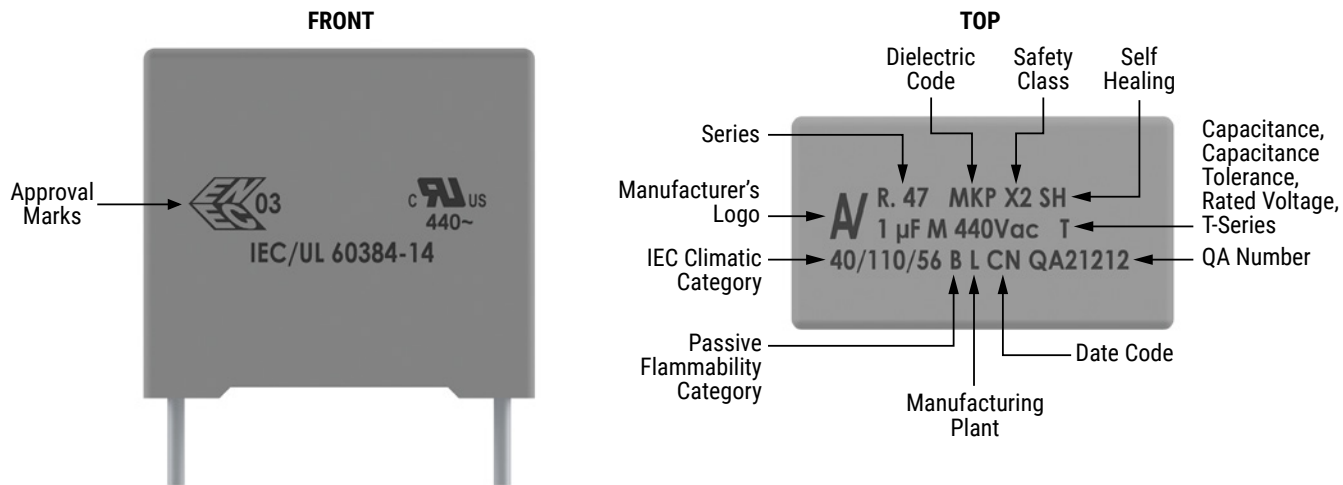 FRONT
Approval
Marks
EN
EC
03
C
US
440~
IEC/UL 60384-14
TOP
Dielectric
Code
Safety
Class
Self
Healing
Series
Manufacturer's
Logo
IEC Climatic
Category
Passive
Flammability
Category
Manufacturing
Plant
Date Code
QA Number
Capacitance,
Capacitance
Tolerance,
Rated Voltage,
T-Series
R. 47 MKP X2 SH
1 µF M 440Vac T
40/110/56 B L CN QA21212